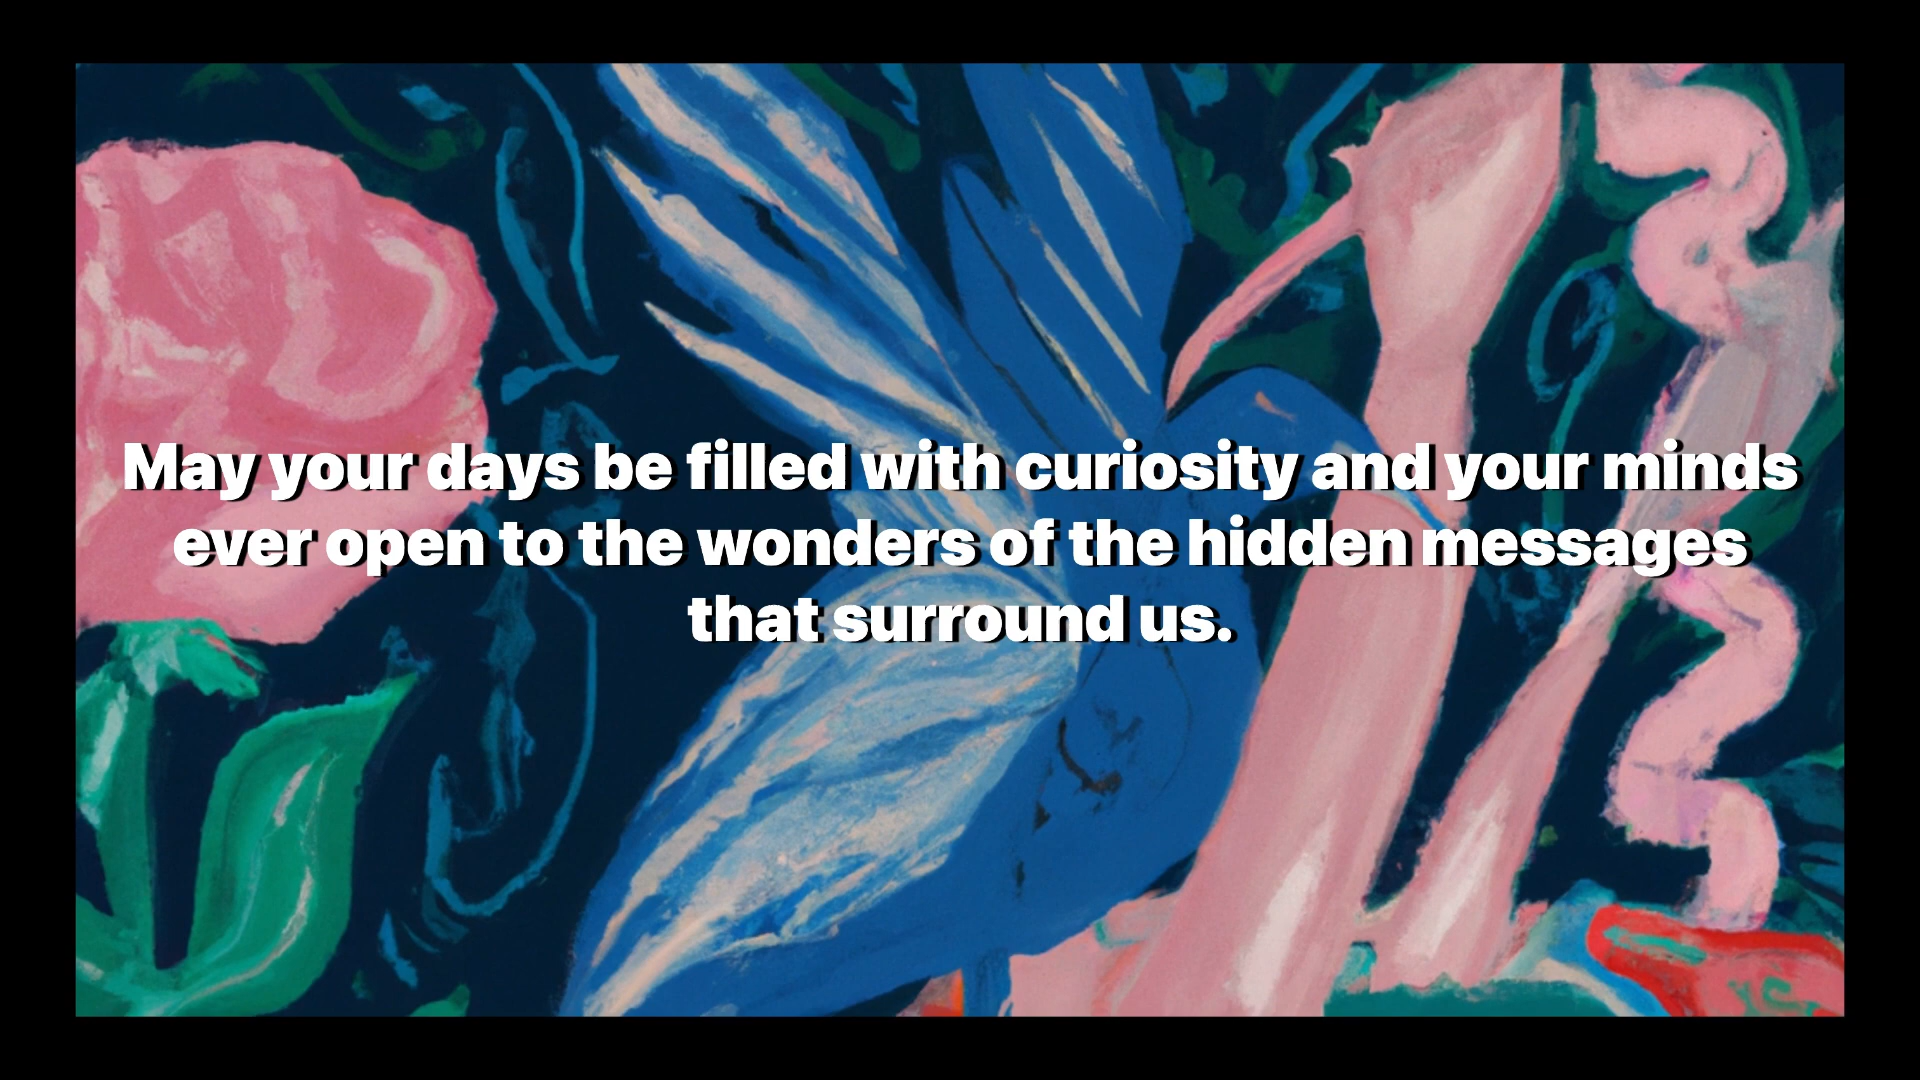 May your days be filled with curiosity and your minds
ever open to the wonders of the hidden messages
that surround us.